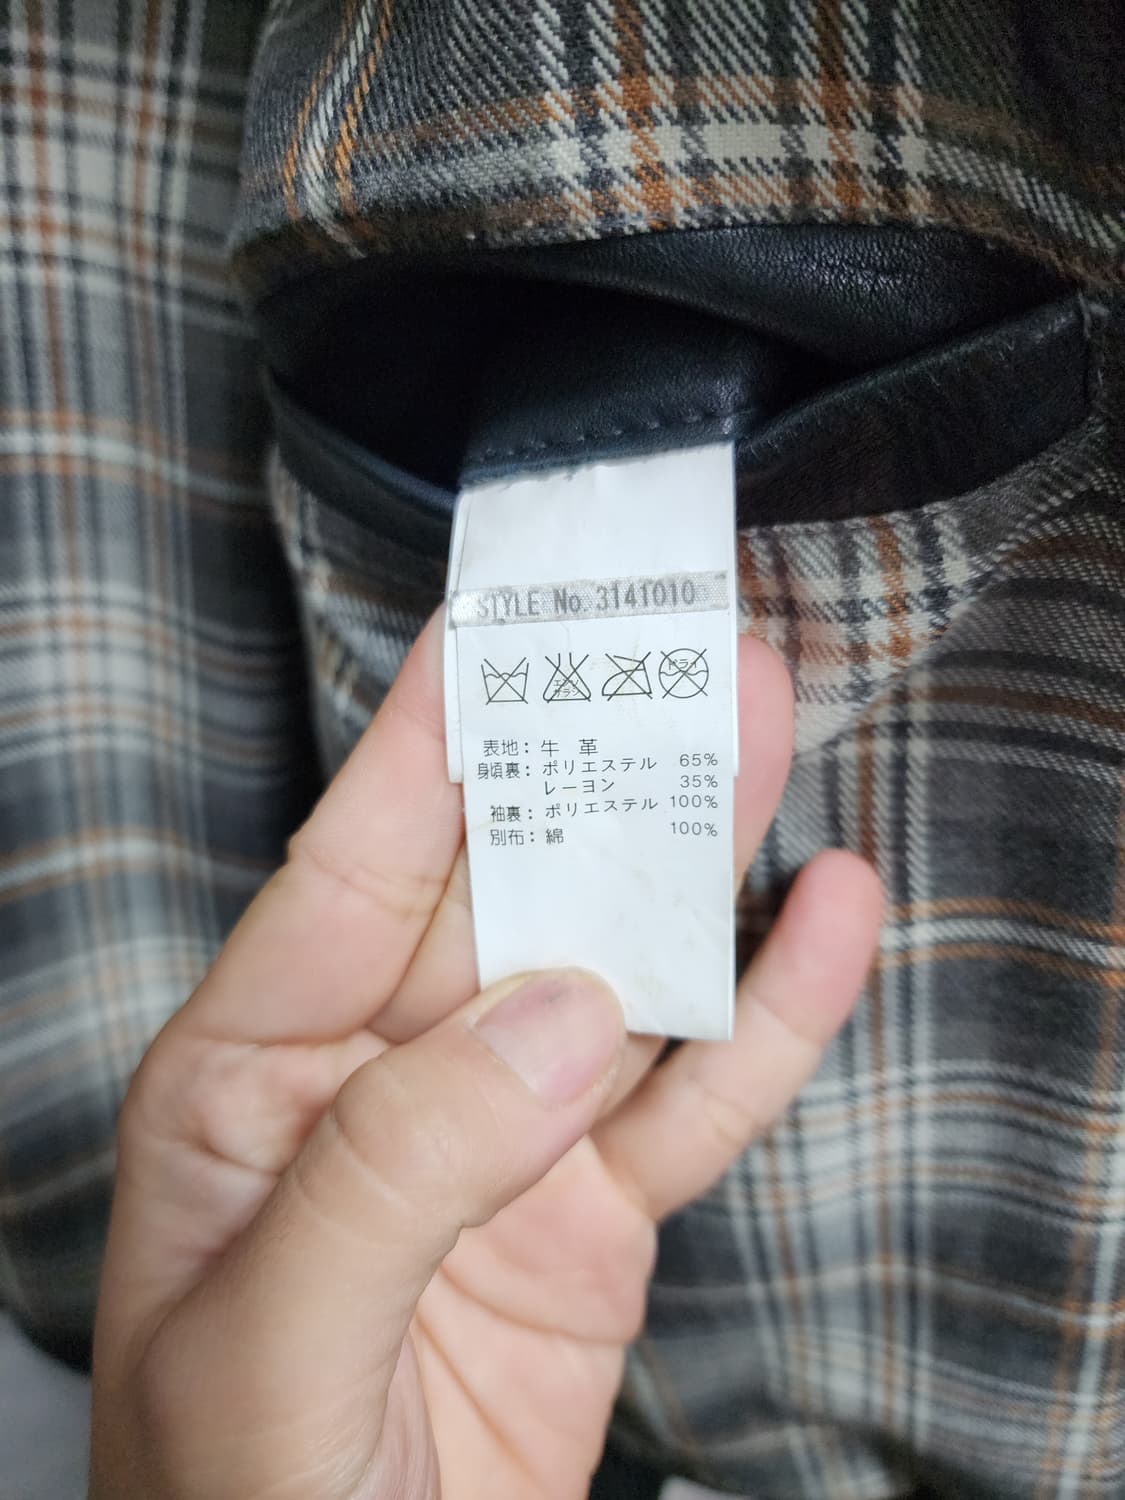 STYLE No. 3141010
エンソ
サラシ
ドライ
表地：牛 革
身頃裏：ポリエステル 65%
レーヨン 35%
袖裏：ポリエステル 100%
別布：綿 100%